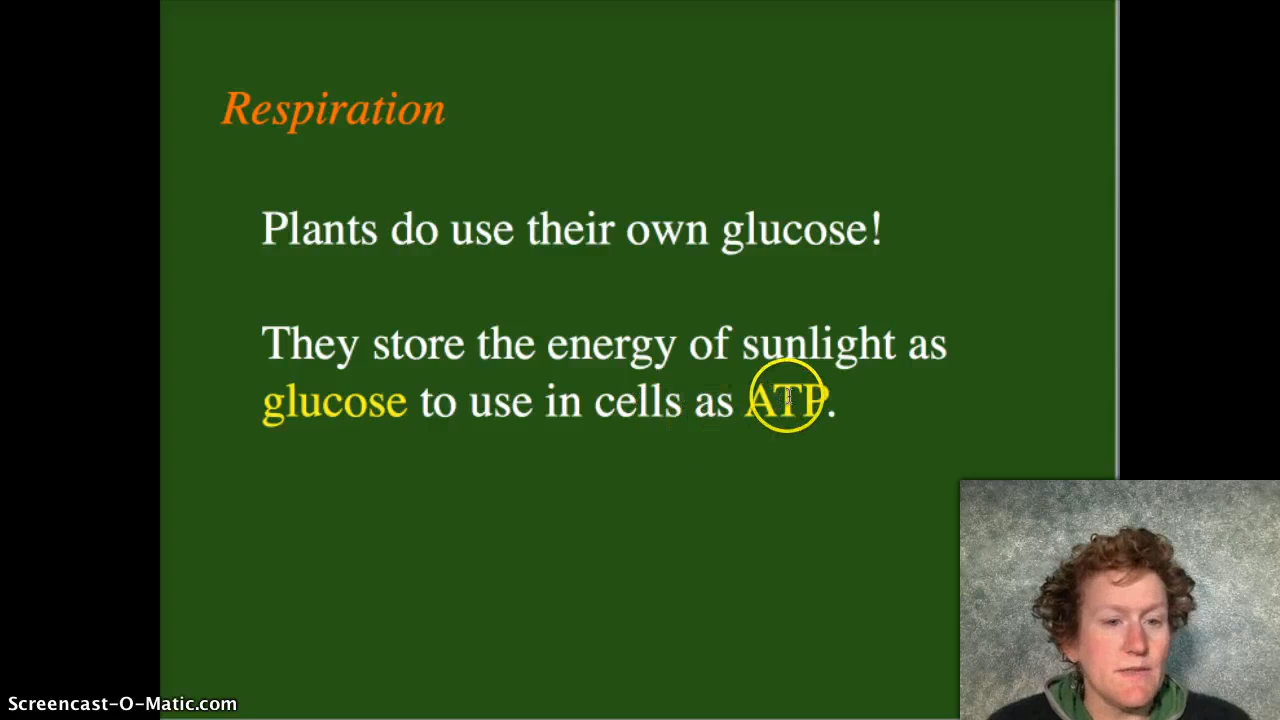 Respiration
Plants do use their own glucose!
They store the energy of sunlight as
glucose to use in cells as ATP.
Screencast-O-Matic.com